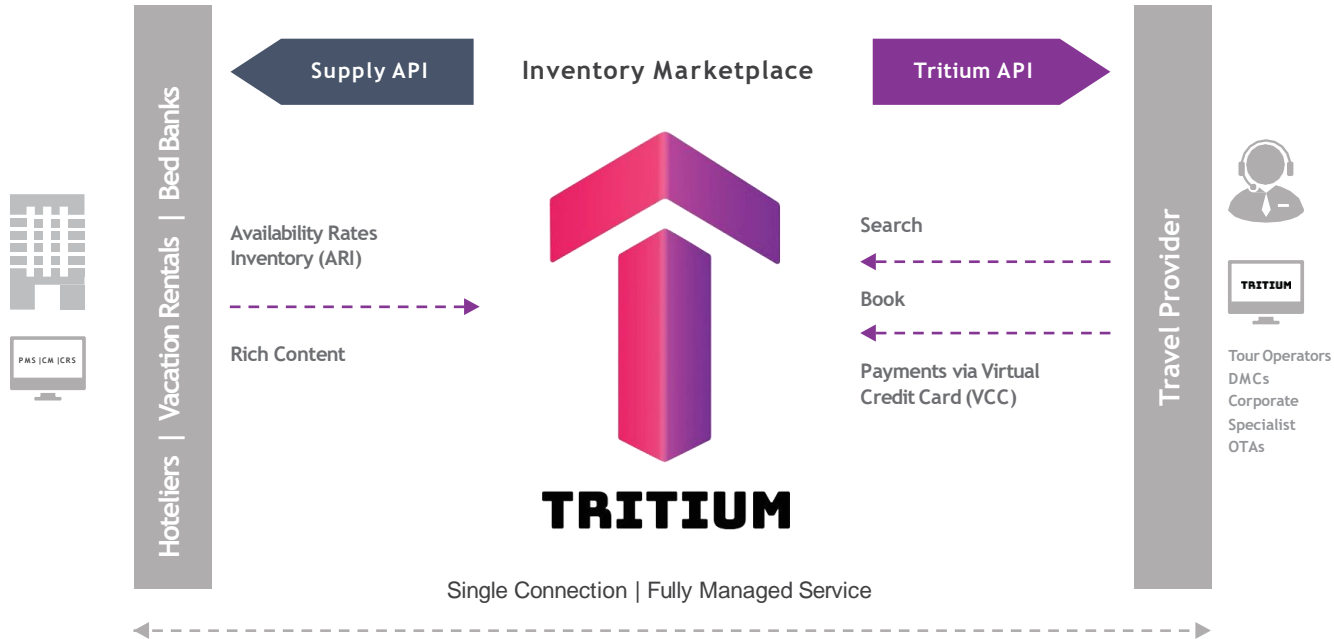 Supply API
Inventory Marketplace
Tritium API
Hoteliers | Vacation Rentals | Bed Banks
PMS |CM |CRS
Availability Rates
Inventory (ARI)
Rich Content
TRITIUM
Search
Book
Payments via Virtual
Credit Card (VCC)
Travel Provider
TRITIUM
Tour Operators
DMCs
Corporate
Specialist
OTAs
Single Connection | Fully Managed Service